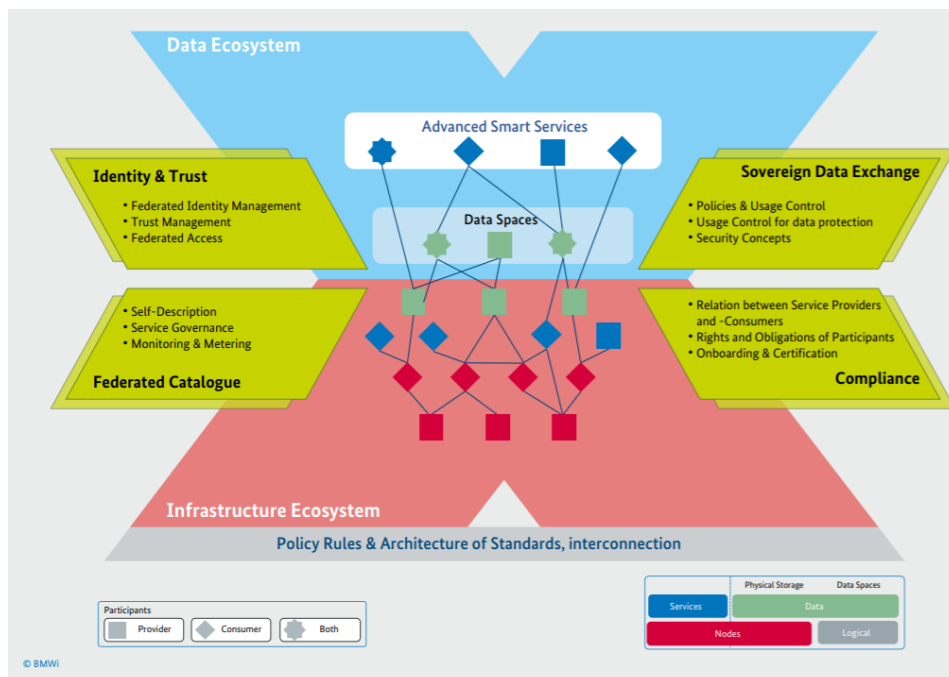 Data Ecosystem
Advanced Smart Services
Identity & Trust
• Federated Identity Management
• Trust Management
• Federated Access
Sovereign Data Exchange
• Policies & Usage Control
• Usage Control for data protection
• Security Concepts
Data Spaces
• Self-Description
• Service Governance
• Monitoring & Metering
Federated Catalogue
• Relation between Service Providers
and -Consumers
• Rights and Obligations of Participants
• Onboarding & Certification
Compliance
Infrastructure Ecosystem
Policy Rules & Architecture of Standards, interconnection
Participants
Provider
Consumer
Both
Physical Storage
Data Spaces
Services
Data
Nodes
Logical
© BMWi